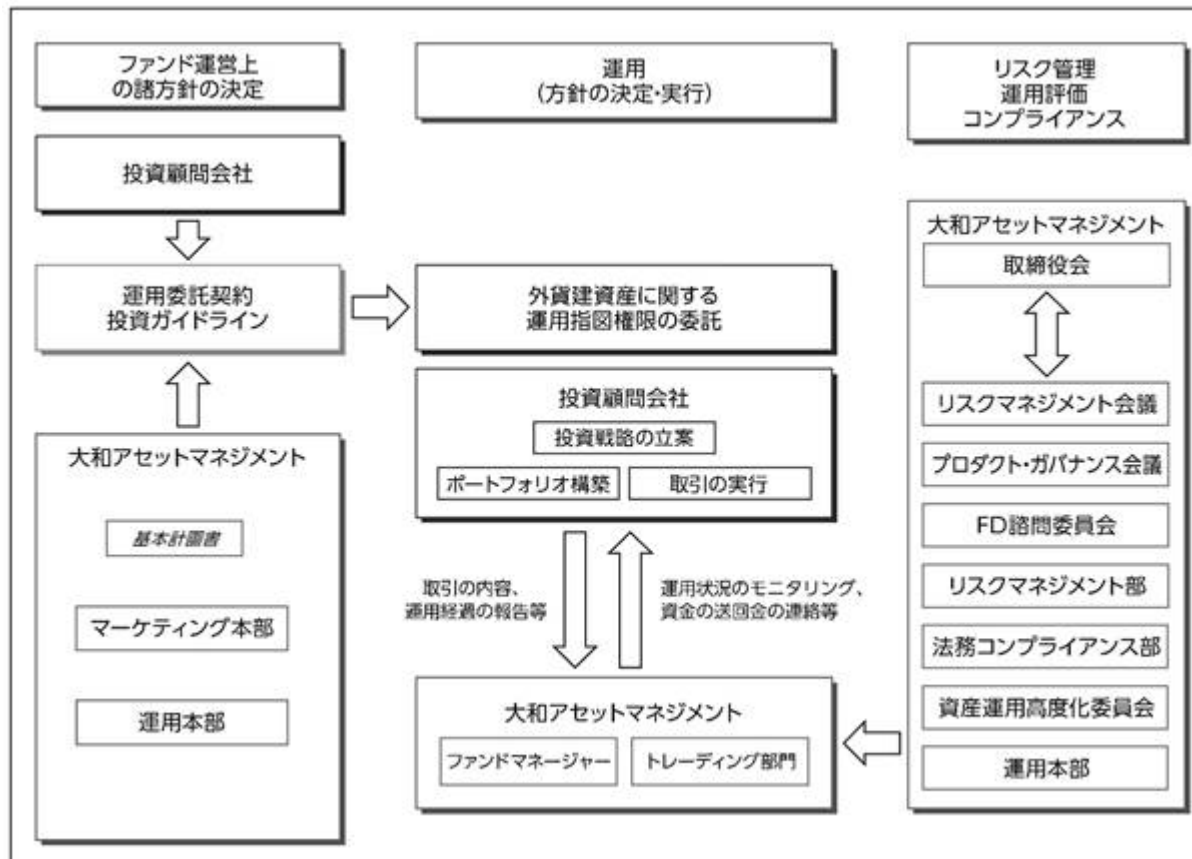 ファンド運営上
の諸方針の決定
運用
(方針の決定・実行)
リスク管理
運用評価
コンプライアンス
投資顧問会社
運用委託契約
投資ガイドライン
大和アセットマネジメント
基本計画書
マーケティング本部
運用本部
外貨建資産に関する
運用指図権限の委託
投資顧問会社
投資戦略の立案
ポートフォリオ構築
取引の実行
取引の内容、
運用経過の報告等
運用状況のモニタリング、
資金の送回金の連絡等
大和アセットマネジメント
ファンドマネージャー
トレーディング部門
大和アセットマネジメント
取締役会
リスクマネジメント会議
プロダクト・ガバナンス会議
FD諮問委員会
リスクマネジメント部
法務コンプライアンス部
資産運用高度化委員会
運用本部